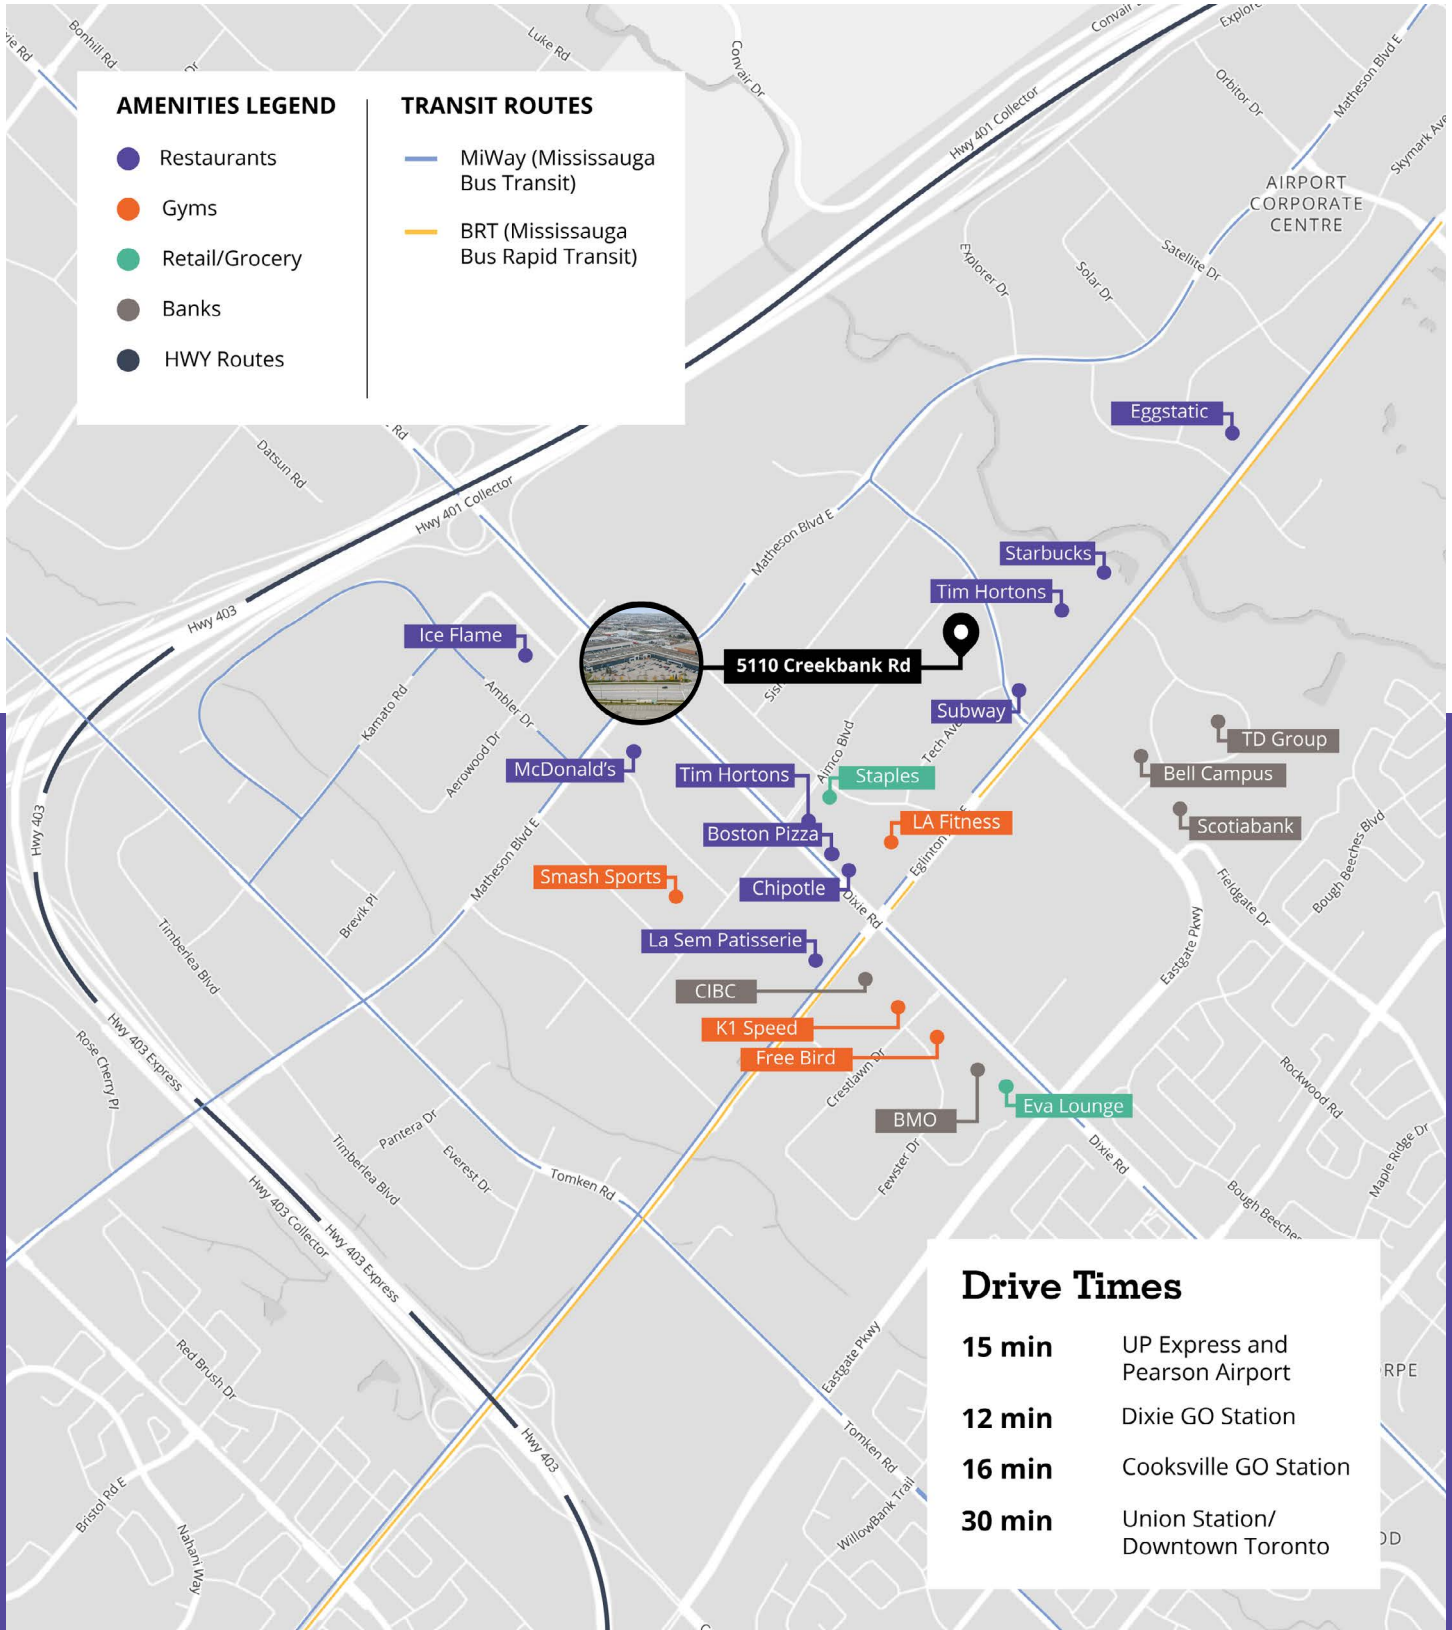 Bonhill Rd
Luke Rd
Convair Dr
Hwy 401 Collector
Orbitor Dr
Matheson Blvd E
Skymark Ave
AMENITIES LEGEND
Restaurants
Gyms
Retail/Grocery
Banks
HWY Routes
TRANSIT ROUTES
MiWay (Mississauga
Bus Transit)
BRT (Mississauga
Bus Rapid Transit)
AIRPORT
CORPORATE
CENTRE
Explorer Dr
Solar Dr
Satellite Dr
Eggstatic
Rd
Datsun Rd
Hwy 401 Collector
Matheson Blvd E
Starbucks
Tim Hortons
Hwy 403
Ice Flame
5110 Creekbank Rd
Kamato Rd
Ambler Dr
Aerowood Dr
Subway
Tech Ave
Aimco Blvd
TD Group
Bell Campus
Scotiabank
McDonald's
Tim Hortons
Staples
LA Fitness
Boston Pizza
Chipotle
Smash Sports
Hwy 403
Matheson Blvd E
Eglinton
Dixie Rd
Bough Beeches Blvd
Fieldgate Dr
Eastgate Pkwy
Brevik Pl
Timberlea Blvd
La Sem Patisserie
CIBC
K1 Speed
Free Bird
Crestlawn Dr
BMO
Eva Lounge
Rockwood Rd
Rose Cherry Pl
Hwy 403 Express
Pantera Dr
Everest Dr
Timberlea Blvd
Tomken Rd
Fewster Dr
Dixie Rd
Maple Ridge Dr
Bough Beeches
Hwy 403 Collector
Hwy 403 Express
Red Brush Dr
Eastgate Pkwy
Hwy 403
Tomken Rd
WillowBank Trail
Bristol Rd E
Nahani Way
Drive Times
15 min
UP Express and
Pearson Airport
12 min
Dixie GO Station
16 min
Cooksville GO Station
30 min
Union Station/
Downtown Toronto